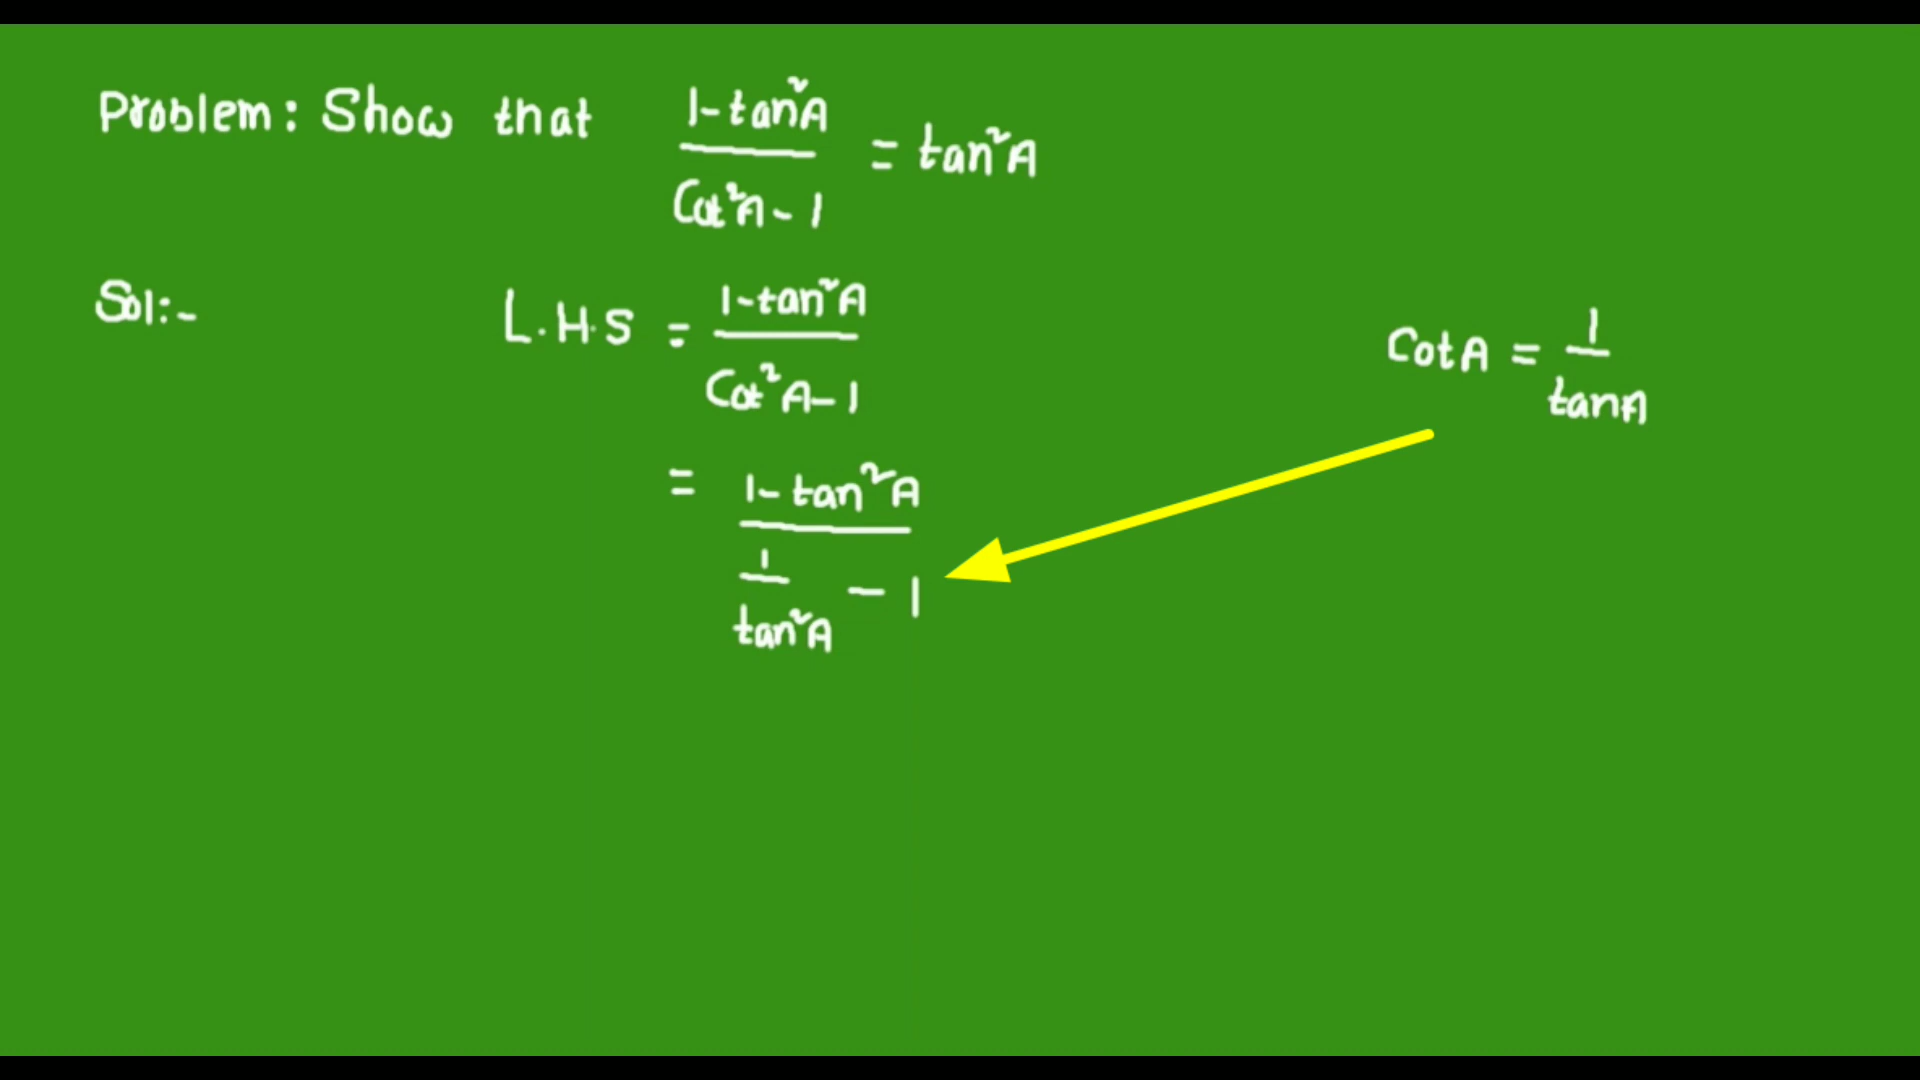 Problem: Show that (1-tan²A)/(Cot²A-1) = tan²A
Sol:- L.H.S = (1-tan²A)/(Cot²A-1)
CotA = 1/tanA
= (1-tan²A)/(1/tan²A - 1)